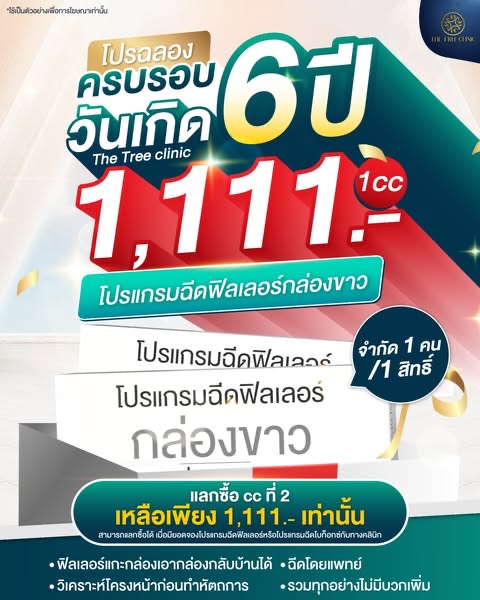 *ใช้เป็นตัวอย่างเพื่อการโฆษณาเท่านั้น
THE TREE CLINIC
โปรฉลอง
ครบรอบ
วันเกิด
6ปี
The Tree clinic
1,111.-
1cc
โปรแกรมฉีดฟิลเลอร์กล่องขาว
โปรแกรมฉีดฟิลเลอร์
จำกัด 1 คน
/1 สิทธิ์
โปรแกรมฉีดฟิลเลอร์
กล่องขาว
แลกซื้อ cc ที่ 2
เหลือเพียง 1,111.- เท่านั้น
สามารถแลกซื้อได้ เมื่อมียอดจองโปรแกรมฉีดฟิลเลอร์หรือโปรแกรมฉีดโบท็อกซ์กับทางคลินิก
•ฟิลเลอร์แกะกล่องเอากล่องกลับบ้านได้ •ฉีดโดยแพทย์
•วิเคราะห์โครงหน้าก่อนทำหัตถการ •รวมทุกอย่างไม่มีบวกเพิ่ม